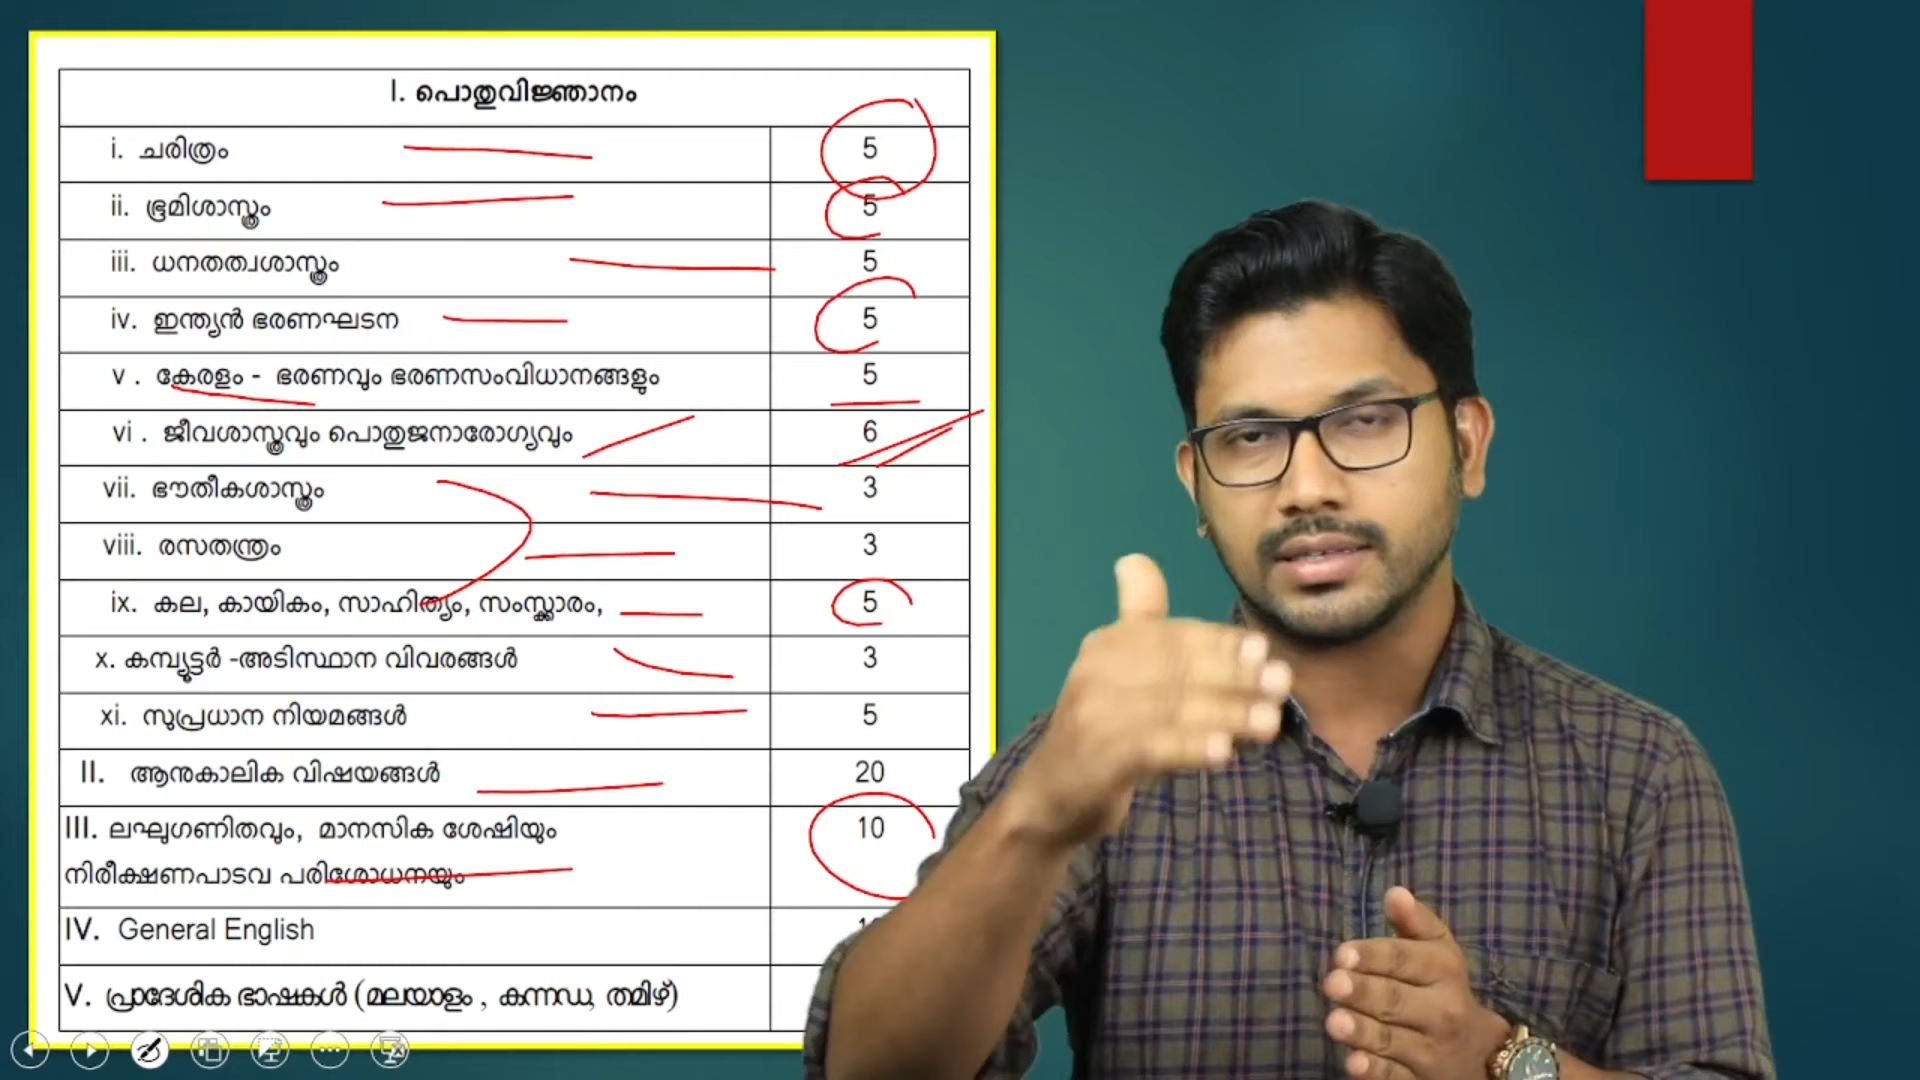 I. പൊതുവിജ്ഞാനം
i. ചരിത്രം 5
ii. ഭൂമിശാസ്ത്രം 5
iii. ധനതത്വശാസ്ത്രം 5
iv. ഇന്ത്യൻ ഭരണഘടന 5
v . കേരളം - ഭരണവും ഭരണസംവിധാനങ്ങളും 5
vi . ജീവശാസ്ത്രവും പൊതുജനാരോഗ്യവും 6
vii. ഭൗതീകശാസ്ത്രം 3
viii. രസതന്ത്രം 3
ix. കല, കായികം, സാഹിത്യം, സംസ്ക്കാരം, 5
x. കമ്പ്യൂട്ടർ -അടിസ്ഥാന വിവരങ്ങൾ 3
xi. സുപ്രധാന നിയമങ്ങൾ 5
II. ആനുകാലിക വിഷയങ്ങൾ 20
III. ലഘുഗണിതവും, മാനസിക ശേഷിയും 10
നിരീക്ഷണപാടവ പരിശോധനയും
IV. General English
V. പ്രാദേശിക ഭാഷകൾ (മലയാളം , കന്നഡ, തമിഴ്)